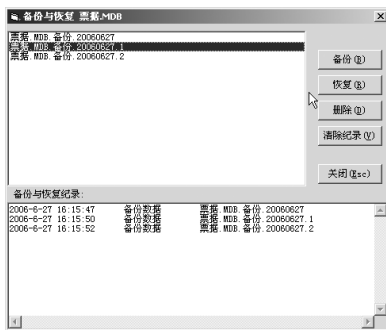 备份与恢复 票据.MDB
票据.MDB.备份.20060627
票据.MDB.备份.20060627.1
票据.MDB.备份.20060627.2
备份(B)
恢复(R)
删除(D)
清除纪录(V)
关闭(Esc)
备份与恢复纪录:
2006-6-27 16:15:47 备份数据 票据.MDB.备份.20060627
2006-6-27 16:15:50 备份数据 票据.MDB.备份.20060627.1
2006-6-27 16:15:52 备份数据 票据.MDB.备份.20060627.2